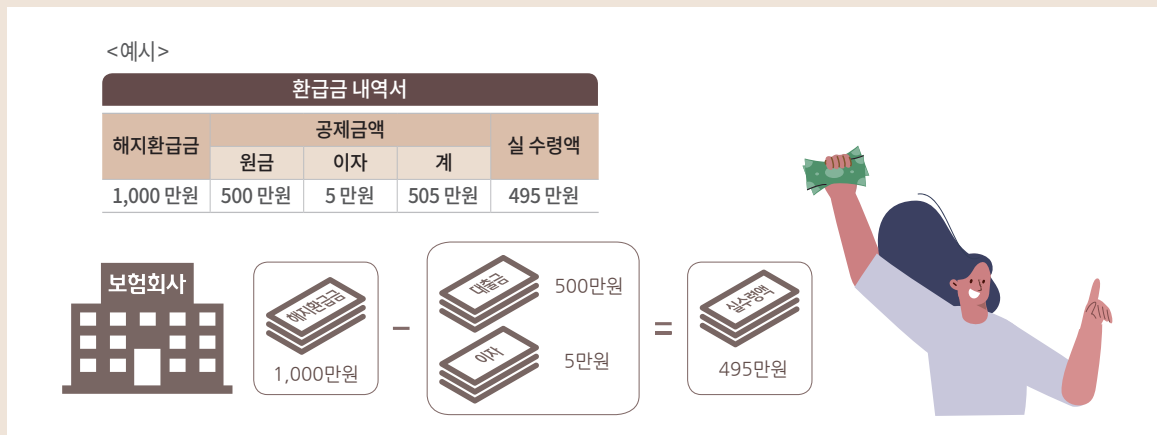 <예시>
환급금 내역서
해지환급금 공제금액 실 수령액
원금 이자 계
1,000 만원 500 만원 5 만원 505 만원 495 만원
보험회사
해지환급금
1,000만원
–
대출금 500만원
이자 5만원
=
실수령액
495만원